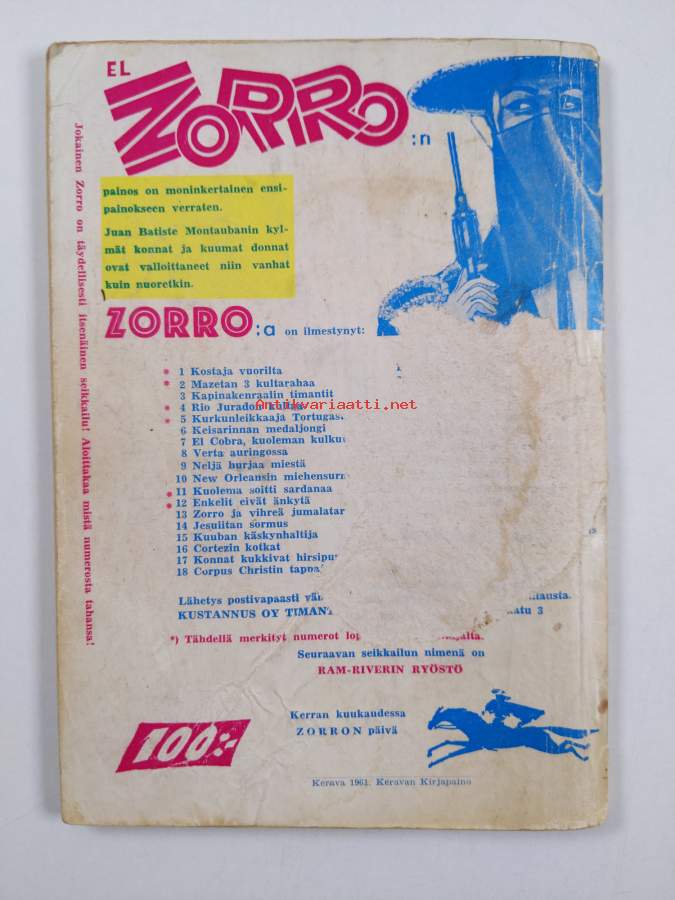 EL
ZORRO
:n
painos on moninkertainen ensi-
painokseen verraten.
Juan Batiste Montaubanin kyl-
mät konnat ja kuumat donnat
ovat valloittaneet niin vanhat
kuin nuoretkin.
ZORRO:a on ilmestynyt:
* 1 Kostaja vuorilta
* 2 Mazetan 3 kultarahaa
3 Kapinakenraalin timantit
* 4 Rio Juradon
* 5 Kurkunleikkaaja Tortugas
6 Keisarinnan medaljongi
7 El Cobra, kuoleman
8 Verta auringossa
9 Neljä hurjaa miestä
10 New Orleansin miehensurm
* 11 Kuolema soitti sardanaa
* 12 Enkelit eivät änkytä
13 Zorro ja vihreä jumalatar
14 Jesuiitan sormus
15 Kuuban käskynhaltija
16 Cortezin kotkat
17 Konnat kukkivat
18 Corpus Christin
Lähetys postivapaasti
KUSTANNUS OY
*) Tähdellä merkityt numerot
Seuraavan seikkailun nimenä on
RAM-RIVERIN RYÖSTÖ
100:-
Kerran kuukaudessa
ZORRON päivä
Kerava 1961. Keravan Kirjapaino
Jokainen Zorro on täydellisesti itsenäinen seikkailu! Aloittakaa mistä numerosta tahansa!
Antikvariaatti.net